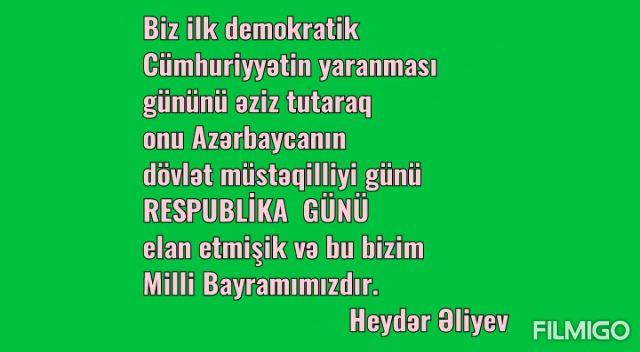 Biz ilk demokratik
Cümhuriyyətin yaranması
gününü əziz tutaraq
onu Azərbaycanın
dövlət müstəqilliyi günü
RESPUBLİKA GÜNÜ
elan etmişik və bu bizim
Milli Bayramımızdır.
Heydər Əliyev
FILMIGO